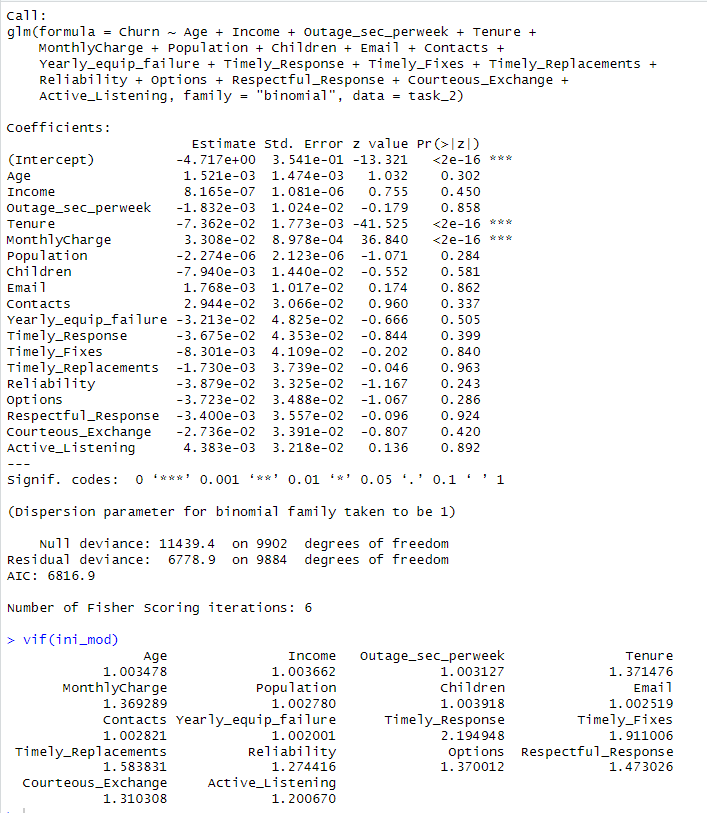 Call:
glm(formula = Churn ~ Age + Income + Outage_sec_perweek + Tenure +
    MonthlyCharge + Population + Children + Email + Contacts +
    Yearly_equip_failure + Timely_Response + Timely_Fixes + Timely_Replacements +
    Reliability + Options + Respectful_Response + Courteous_Exchange +
    Active_Listening, family = "binomial", data = task_2)

Coefficients:
                       Estimate Std. Error z value Pr(>|z|)
(Intercept)          -4.717e+00  3.541e-01 -13.321   <2e-16 ***
Age                   1.521e-03  1.474e-03   1.032    0.302
Income                8.165e-07  1.081e-06   0.755    0.450
Outage_sec_perweek   -1.832e-03  1.024e-02  -0.179    0.858
Tenure               -7.362e-02  1.773e-03 -41.525   <2e-16 ***
MonthlyCharge         3.308e-02  8.978e-04  36.840   <2e-16 ***
Population           -2.274e-06  2.123e-06  -1.071    0.284
Children             -7.940e-03  1.440e-02  -0.552    0.581
Email                 1.768e-03  1.017e-02   0.174    0.862
Contacts              2.944e-02  3.066e-02   0.960    0.337
Yearly_equip_failure -3.213e-02  4.825e-02  -0.666    0.505
Timely_Response      -3.675e-02  4.353e-02  -0.844    0.399
Timely_Fixes         -8.301e-03  4.109e-02  -0.202    0.840
Timely_Replacements  -1.730e-03  3.739e-02  -0.046    0.963
Reliability          -3.879e-02  3.325e-02  -1.167    0.243
Options              -3.723e-02  3.488e-02  -1.067    0.286
Respectful_Response  -3.400e-03  3.557e-02  -0.096    0.924
Courteous_Exchange   -2.736e-02  3.391e-02  -0.807    0.420
Active_Listening      4.383e-03  3.218e-02   0.136    0.892
---
Signif. codes:  0 ‘***’ 0.001 ‘**’ 0.01 ‘*’ 0.05 ‘.’ 0.1 ‘ ’ 1

(Dispersion parameter for binomial family taken to be 1)

    Null deviance: 11439.4  on 9902  degrees of freedom
Residual deviance:  6778.9  on 9884  degrees of freedom
AIC: 6816.9

Number of Fisher Scoring iterations: 6

> vif(ini_mod)
                 Age               Income   Outage_sec_perweek               Tenure
            1.003478             1.003662             1.003127             1.371476
       MonthlyCharge           Population             Children                Email
            1.369289             1.002780             1.003918             1.002519
            Contacts Yearly_equip_failure      Timely_Response         Timely_Fixes
            1.002821             1.002001             2.194948             1.911006
 Timely_Replacements          Reliability              Options  Respectful_Response
            1.583831             1.274416             1.370012             1.473026
  Courteous_Exchange     Active_Listening
            1.310308             1.200670